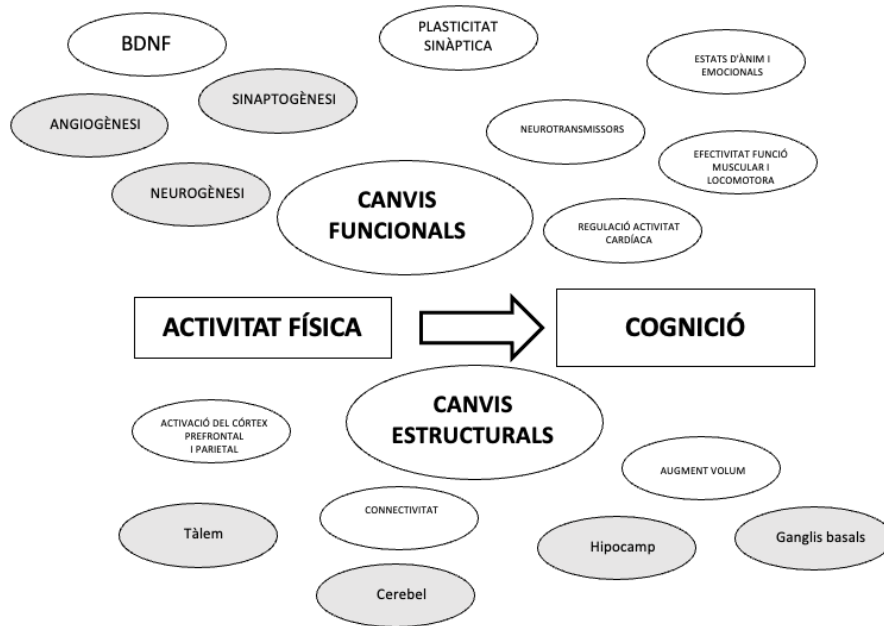 BDNF
PLASTICITAT
SINÀPTICA
ESTATS D'ÀNIM I
EMOCIONALS
SINAPTOGÈNESI
ANGIOGÈNESI
NEUROTRANSMISSORS
EFECTIVITAT FUNCIÓ
MUSCULAR I
LOCOMOTORA
NEUROGÈNESI
CANVIS
FUNCIONALS
REGULACIÓ ACTIVITAT
CARDÍACA
ACTIVITAT FÍSICA
COGNICIÓ
CANVIS
ESTRUCTURALS
ACTIVACIÓ DEL CÓRTEX
PREFRONTAL
I PARIETAL
AUGMENT VOLUM
CONNECTIVITAT
Tàlem
Hipocamp
Ganglis basals
Cerebel